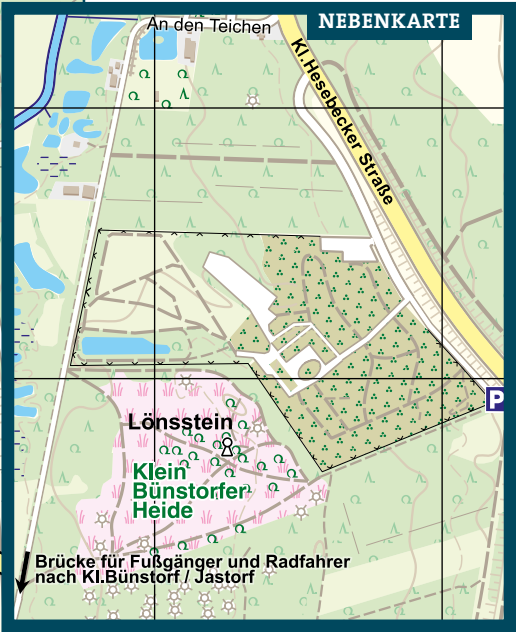 NEBENKARTE
An den Teichen
Kl.Hesebecker Straße
Lönsstein
Klein
Bünstorfer
Heide
P
Brücke für Fußgänger und Radfahrer
nach Kl.Bünstorf / Jastorf